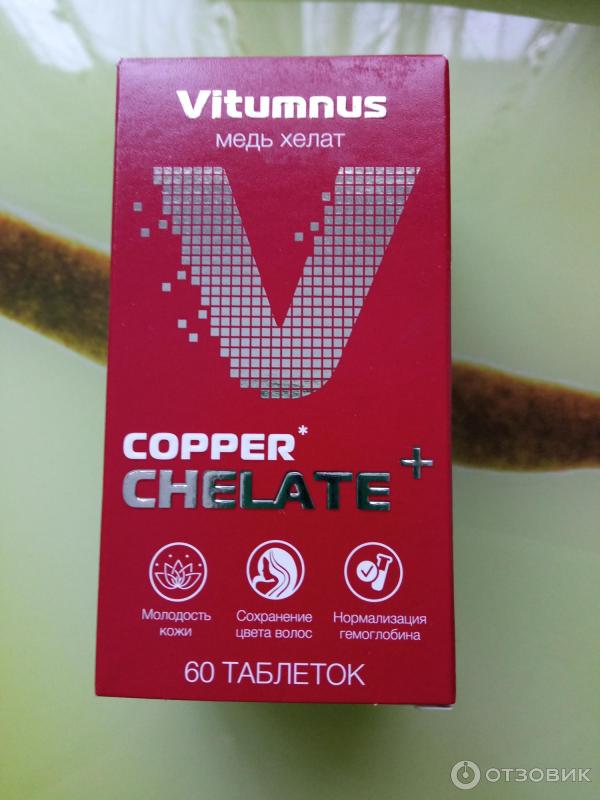 Vitumnus
медь хелат
COPPER*
CHELATE+
Молодость
кожи
Сохранение
цвета волос
Нормализация
гемоглобина
60 ТАБЛЕТОК
ОТЗОВИК